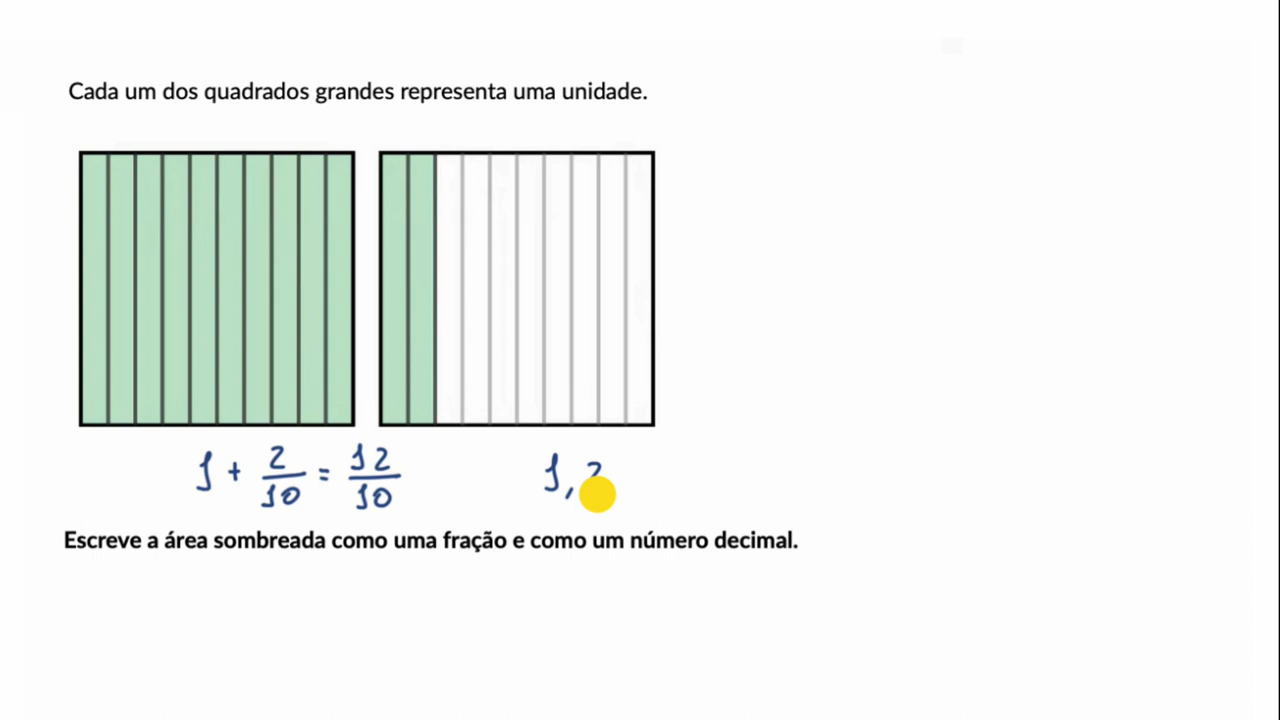 Cada um dos quadrados grandes representa uma unidade.
1 + 2/10 = 12/10 1,2
Escreve a área sombreada como uma fração e como um número decimal.